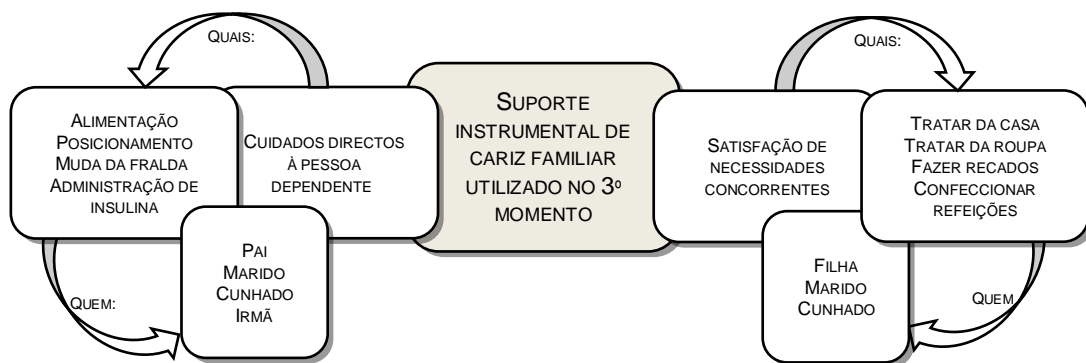 QUAIS:
ALIMENTAÇÃO
POSICIONAMENTO
MUDA DA FRALDA
ADMINISTRAÇÃO DE
INSULINA
CUIDADOS DIRECTOS
À PESSOA
DEPENDENTE
PAI
MARIDO
CUNHADO
IRMÃ
QUEM:
SUPORTE
INSTRUMENTAL DE
CARIZ FAMILIAR
UTILIZADO NO 3º
MOMENTO
QUAIS:
SATISFAÇÃO DE
NECESSIDADES
CONCORRENTES
TRATAR DA CASA
TRATAR DA ROUPA
FAZER RECADOS
CONFECCIONAR
REFEIÇÕES
FILHA
MARIDO
CUNHADO
QUEM